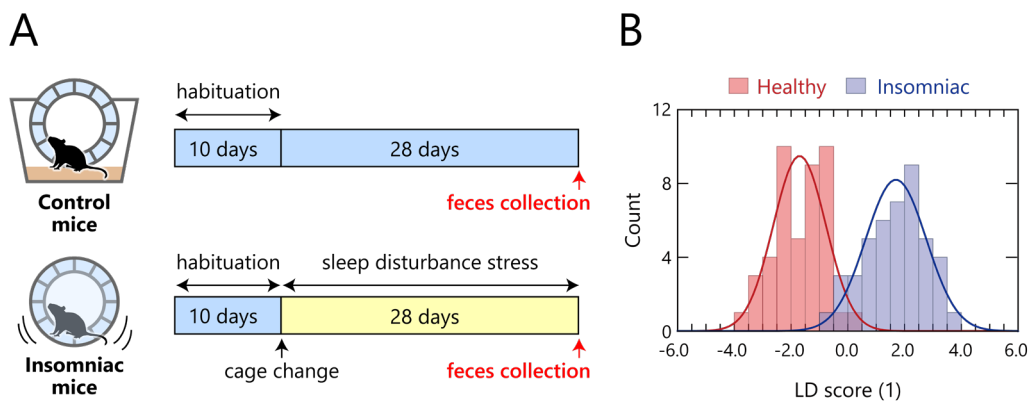 A
habituation
10 days
28 days
feces collection
Control
mice
habituation
sleep disturbance stress
10 days
28 days
cage change
feces collection
Insomniac
mice
B
Healthy
Insomniac
12
8
4
0
Count
-6.0
-4.0
-2.0
0.0
2.0
4.0
6.0
LD score (1)